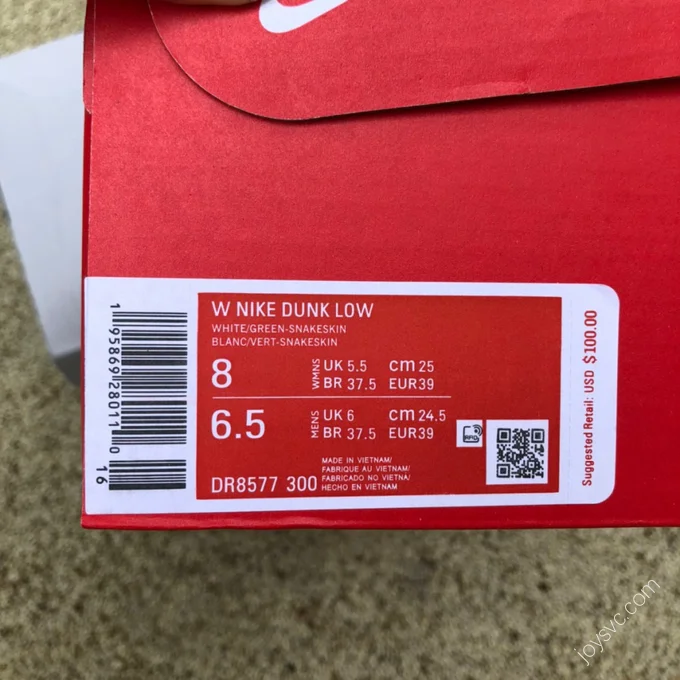 W NIKE DUNK LOW
WHITE/GREEN-SNAKESKIN
BLANC/VERT-SNAKESKIN
8 WMNS UK 5.5 cm 25
BR 37.5 EUR39
6.5 MENS UK 6 cm 24.5
BR 37.5 EUR39
MADE IN VIETNAM/
FABRIQUE AU VIETNAM/
FABRICADO NO VIETNA/
HECHO EN VIETNAM
DR8577 300
1 95869 28011 0
16
Suggested Retail: USD $100.00
joysvc.com